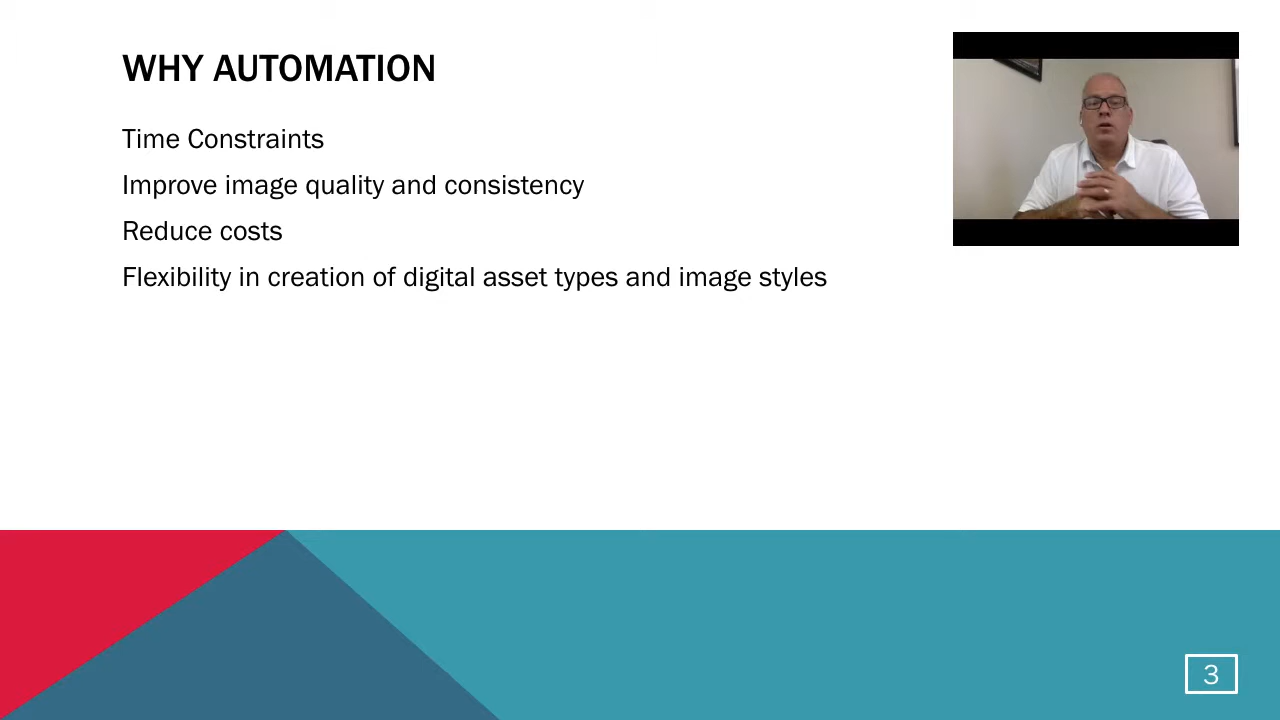 WHY AUTOMATION
Time Constraints
Improve image quality and consistency
Reduce costs
Flexibility in creation of digital asset types and image styles
3